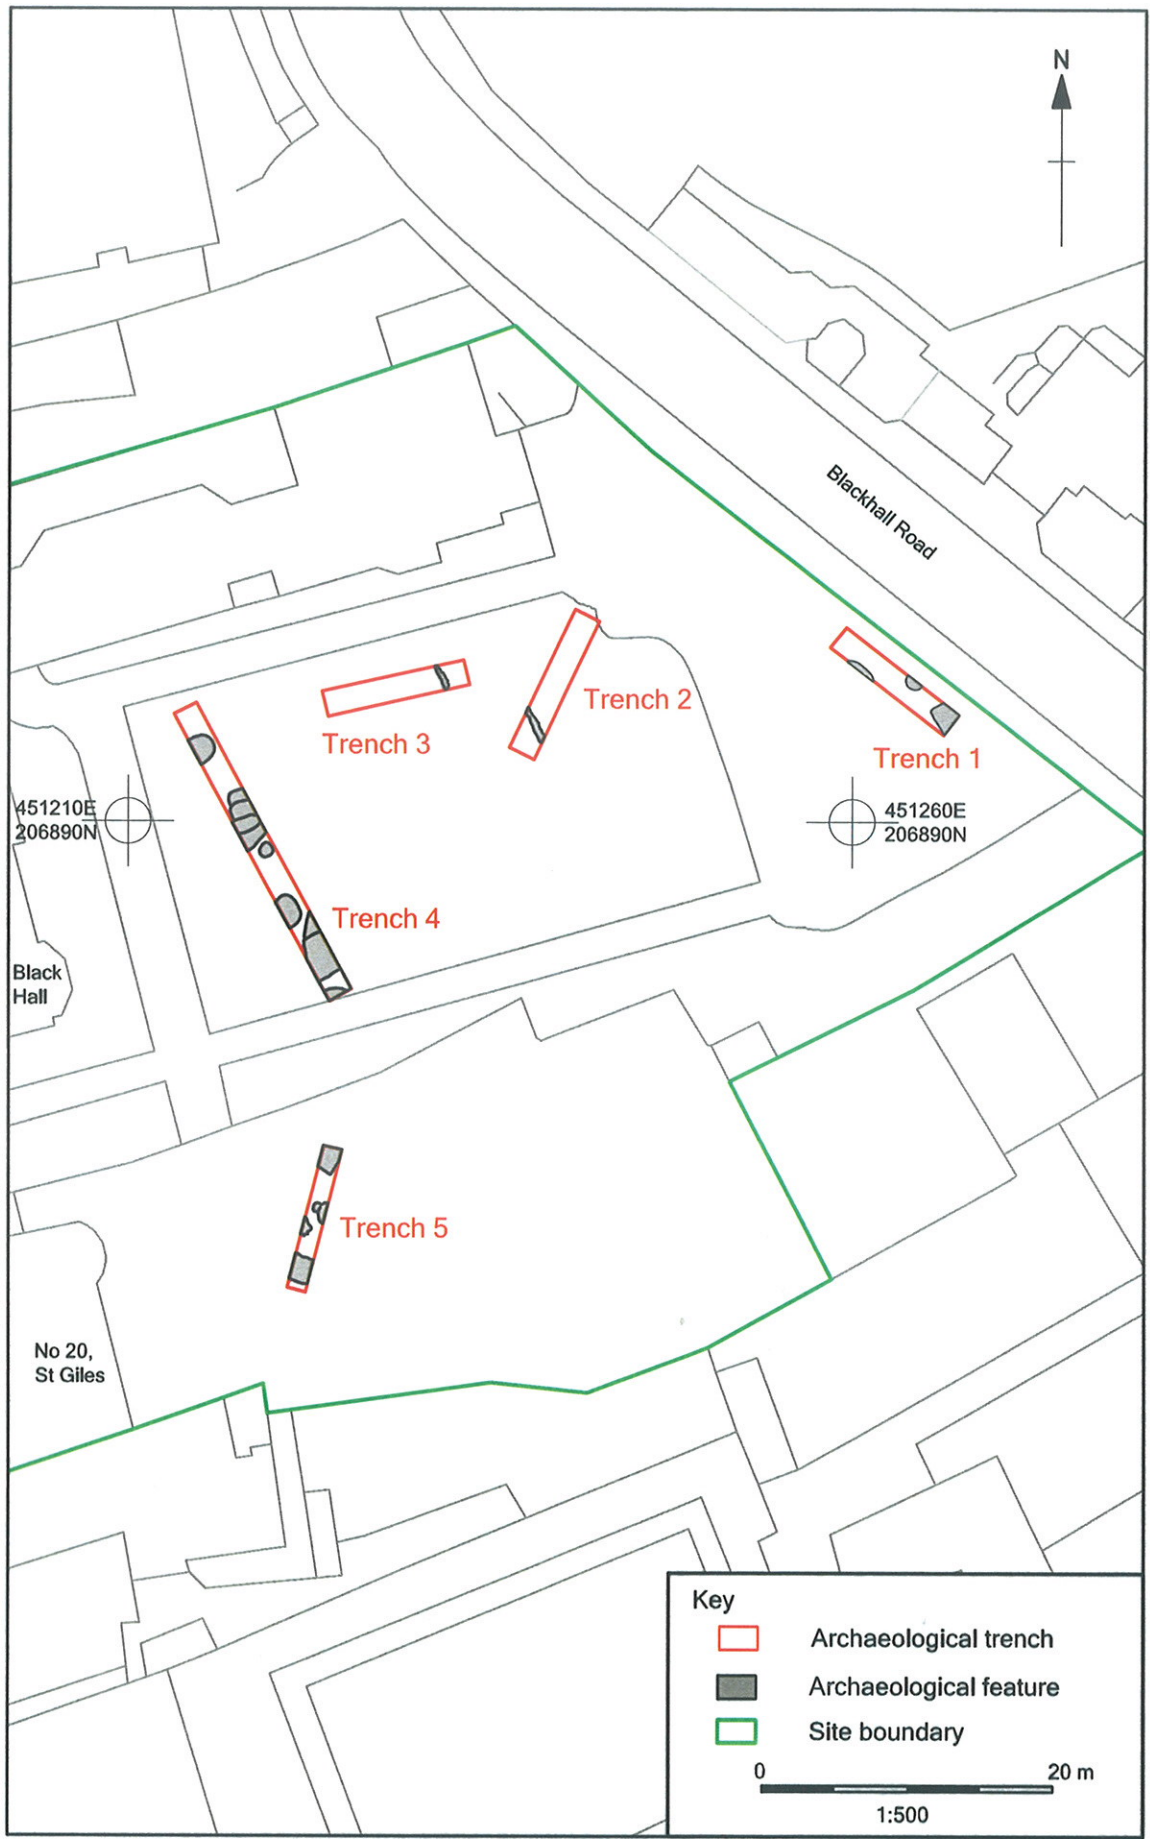 N
Blackhall Road
Trench 2
Trench 3
Trench 1
451210E
206890N
451260E
206890N
Trench 4
Black
Hall
Trench 5
No 20,
St Giles
Key
Archaeological trench
Archaeological feature
Site boundary
0 20 m
1:500